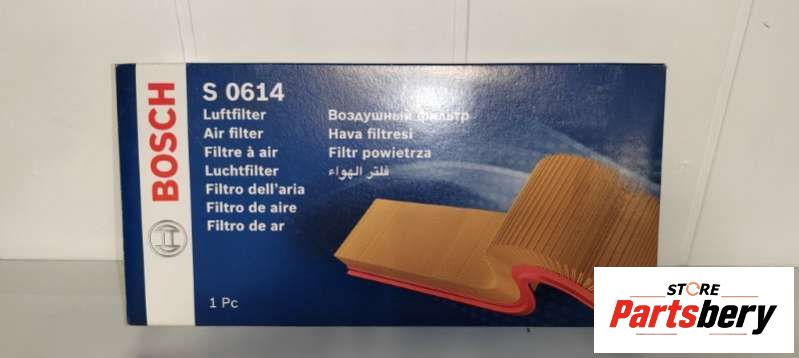 BOSCH
S 0614
Luftfilter
Air filter
Filtre à air
Luchtfilter
Filtro dell'aria
Filtro de aire
Filtro de ar
Воздушный фильтр
Hava filtresi
Filtr powietrza
فلتر الهواء
1 Pc
STORE
Partsbery